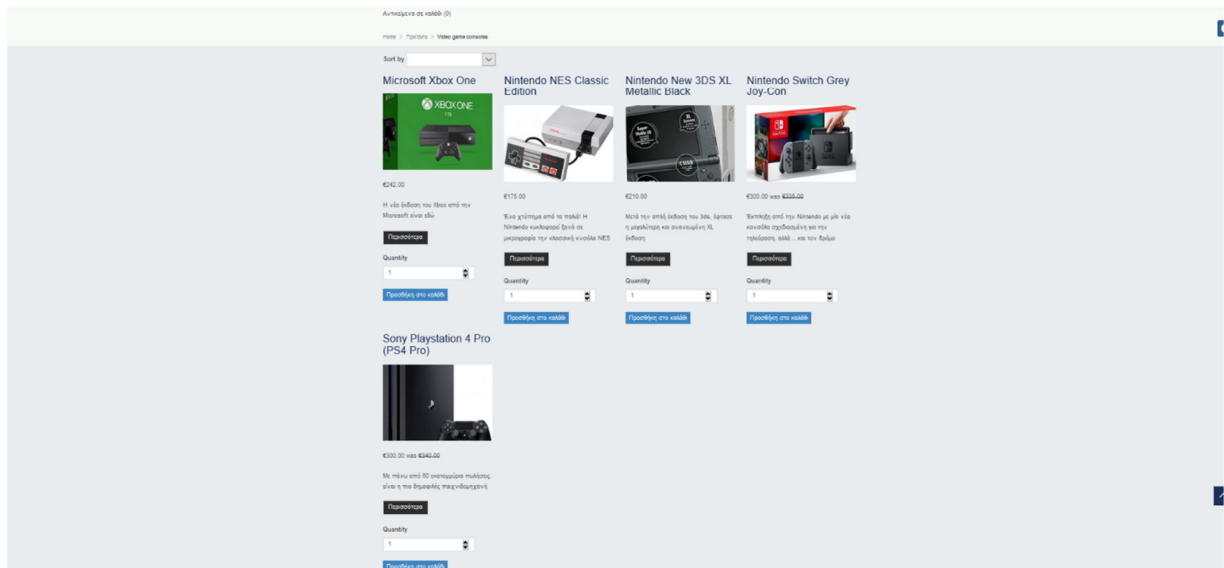 Αντικείμενα σε καλάθι (0)
Home > Προϊόντα > Video game consoles
Sort by
Microsoft Xbox One
XBOX ONE
€242.00
Η νέα έκδοση του Xbox από την
Microsoft είναι εδώ
Περισσότερα
Quantity
1
Προσθήκη στο καλάθι
Nintendo NES Classic
Edition
€175.00
Ένα χτύπημα από τα παλιά! Η
Nintendo κυκλοφορεί ξανά σε
μικρογραφία την κλασσική κνσόλα NES
Περισσότερα
Quantity
1
Προσθήκη στο καλάθι
Nintendo New 3DS XL
Metallic Black
XL
€210.00
Μετά την απλή έκδοση του 3ds, έφτασε
η μεγαλύτερη και ανανεωμένη XL
έκδοση
Περισσότερα
Quantity
1
Προσθήκη στο καλάθι
Nintendo Switch Grey
Joy-Con
€300.00 was €330.00
Έκπληξη από την Nintendo με μία νέα
κονσόλα σχεδιασμένη για την
τηλεόραση, αλλά... και τον δρόμο
Περισσότερα
Quantity
1
Προσθήκη στο καλάθι
Sony Playstation 4 Pro
(PS4 Pro)
€300.00 was €340.00
Με πάνω από 50 εκατομμύρια πωλήσεις,
είναι η πιο δημοφιλής παιχνιδομηχανή
Περισσότερα
Quantity
1
Προσθήκη στο καλάθι